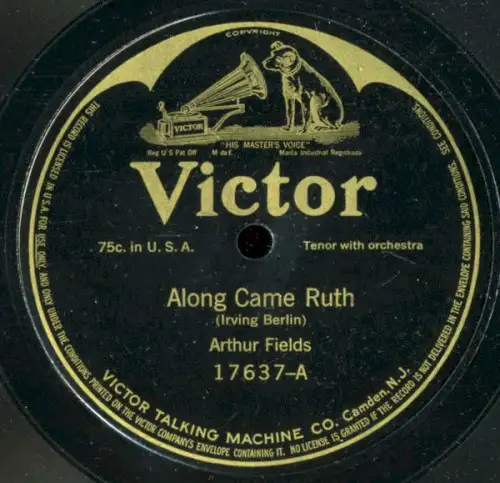 COPYRIGHT
VICTOR
"HIS MASTER'S VOICE"
Reg U S Pat Off M de F Marca Industrial Registrada
Victor
75c. in U. S. A.
Tenor with orchestra
Along Came Ruth
(Irving Berlin)
Arthur Fields
17637-A
VICTOR TALKING MACHINE CO. Camden, N.J.
THIS RECORD IS LICENSED IN U.S.A. FOR USE ONLY, AND ONLY UNDER THE CONDITIONS PRINTED ON THE VICTOR COMPANYS ENVELOPE CONTAINING IT. NO LICENSE IS GRANTED IF THE RECORD IS NOT DELIVERED IN THE ENVELOPE CONTAINING SAID CONDITIONS. SEE CONDITIONS.